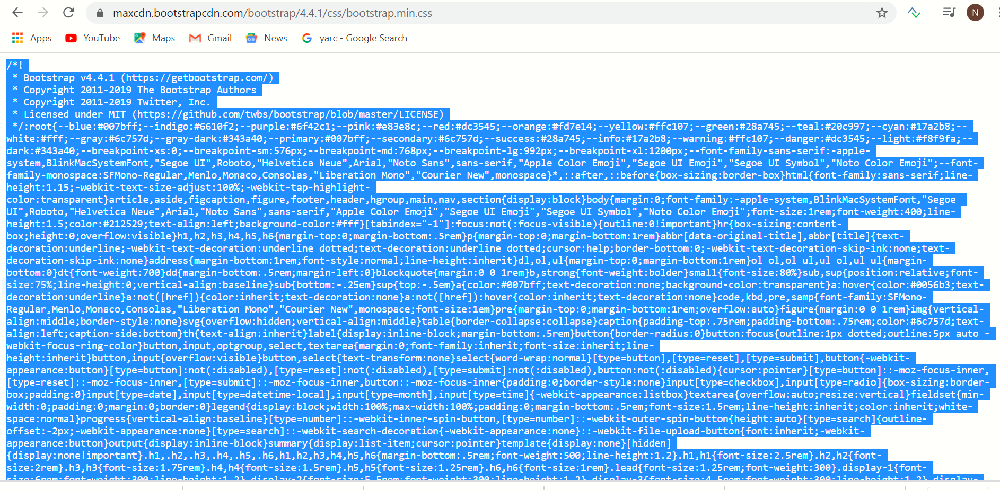 maxcdn.bootstrapcdn.com/bootstrap/4.4.1/css/bootstrap.min.css
N
Apps YouTube Maps Gmail News yarc - Google Search
/*!
 * Bootstrap v4.4.1 (https://getbootstrap.com/)
 * Copyright 2011-2019 The Bootstrap Authors
 * Copyright 2011-2019 Twitter, Inc.
 * Licensed under MIT (https://github.com/twbs/bootstrap/blob/master/LICENSE)
 */:root{--blue:#007bff;--indigo:#6610f2;--purple:#6f42c1;--pink:#e83e8c;--red:#dc3545;--orange:#fd7e14;--yellow:#ffc107;--green:#28a745;--teal:#20c997;--cyan:#17a2b8;--
white:#fff;--gray:#6c757d;--gray-dark:#343a40;--primary:#007bff;--secondary:#6c757d;--success:#28a745;--info:#17a2b8;--warning:#ffc107;--danger:#dc3545;--light:#f8f9fa;--
dark:#343a40;--breakpoint-xs:0;--breakpoint-sm:576px;--breakpoint-md:768px;--breakpoint-lg:992px;--breakpoint-xl:1200px;--font-family-sans-serif:-apple-
system,BlinkMacSystemFont,"Segoe UI",Roboto,"Helvetica Neue",Arial,"Noto Sans",sans-serif,"Apple Color Emoji","Segoe UI Emoji","Segoe UI Symbol","Noto Color Emoji";--font-
family-monospace:SFMono-Regular,Menlo,Monaco,Consolas,"Liberation Mono","Courier New",monospace}*,::after,::before{box-sizing:border-box}html{font-family:sans-serif;line-
height:1.15;-webkit-text-size-adjust:100%;-webkit-tap-highlight-
color:transparent}article,aside,figcaption,figure,footer,header,hgroup,main,nav,section{display:block}body{margin:0;font-family:-apple-system,BlinkMacSystemFont,"Segoe
UI",Roboto,"Helvetica Neue",Arial,"Noto Sans",sans-serif,"Apple Color Emoji","Segoe UI Emoji","Segoe UI Symbol","Noto Color Emoji";font-size:1rem;font-weight:400;line-
height:1.5;color:#212529;text-align:left;background-color:#fff}[tabindex="-1"]:focus:not(:focus-visible){outline:0!important}hr{box-sizing:content-
box;height:0;overflow:visible}h1,h2,h3,h4,h5,h6{margin-top:0;margin-bottom:.5rem}p{margin-top:0;margin-bottom:1rem}abbr[data-original-title],abbr[title]{text-
decoration:underline;-webkit-text-decoration:underline dotted;text-decoration:underline dotted;cursor:help;border-bottom:0;-webkit-text-decoration-skip-ink:none;text-
decoration-skip-ink:none}address{margin-bottom:1rem;font-style:normal;line-height:inherit}dl,ol,ul{margin-top:0;margin-bottom:1rem}ol ol,ol ul,ul ol,ul ul{margin-
bottom:0}dt{font-weight:700}dd{margin-bottom:.5rem;margin-left:0}blockquote{margin:0 0 1rem}b,strong{font-weight:bolder}small{font-size:80%}sub,sup{position:relative;font-
size:75%;line-height:0;vertical-align:baseline}sub{bottom:-.25em}sup{top:-.5em}a{color:#007bff;text-decoration:none;background-color:transparent}a:hover{color:#0056b3;text-
decoration:underline}a:not([href]){color:inherit;text-decoration:none}a:not([href]):hover{color:inherit;text-decoration:none}code,kbd,pre,samp{font-family:SFMono-
Regular,Menlo,Monaco,Consolas,"Liberation Mono","Courier New",monospace;font-size:1em}pre{margin-top:0;margin-bottom:1rem;overflow:auto}figure{margin:0 0 1rem}img{vertical-
align:middle;border-style:none}svg{overflow:hidden;vertical-align:middle}table{border-collapse:collapse}caption{padding-top:.75rem;padding-bottom:.75rem;color:#6c757d;text-
align:left;caption-side:bottom}th{text-align:inherit}label{display:inline-block;margin-bottom:.5rem}button{border-radius:0}button:focus{outline:1px dotted;outline:5px auto -
webkit-focus-ring-color}button,input,optgroup,select,textarea{margin:0;font-family:inherit;font-size:inherit;line-
height:inherit}button,input{overflow:visible}button,select{text-transform:none}select{word-wrap:normal}[type=button],[type=reset],[type=submit],button{-webkit-
appearance:button}[type=button]:not(:disabled),[type=reset]:not(:disabled),[type=submit]:not(:disabled),button:not(:disabled){cursor:pointer}[type=button]::-moz-focus-inner,
[type=reset]::-moz-focus-inner,[type=submit]::-moz-focus-inner,button::-moz-focus-inner{padding:0;border-style:none}input[type=checkbox],input[type=radio]{box-sizing:border-
box;padding:0}input[type=date],input[type=datetime-local],input[type=month],input[type=time]{-webkit-appearance:listbox}textarea{overflow:auto;resize:vertical}fieldset{min-
width:0;padding:0;margin:0;border:0}legend{display:block;width:100%;max-width:100%;padding:0;margin-bottom:.5rem;font-size:1.5rem;line-height:inherit;color:inherit;white-
space:normal}progress{vertical-align:baseline}[type=number]::-webkit-inner-spin-button,[type=number]::-webkit-outer-spin-button{height:auto}[type=search]{outline-
offset:-2px;-webkit-appearance:none}[type=search]::-webkit-search-decoration{-webkit-appearance:none}::-webkit-file-upload-button{font:inherit;-webkit-
appearance:button}output{display:inline-block}summary{display:list-item;cursor:pointer}template{display:none}[hidden]
{display:none!important}.h1,.h2,.h3,.h4,.h5,.h6,h1,h2,h3,h4,h5,h6{margin-bottom:.5rem;font-weight:500;line-height:1.2}.h1,h1{font-size:2.5rem}.h2,h2{font-
size:2rem}.h3,h3{font-size:1.75rem}.h4,h4{font-size:1.5rem}.h5,h5{font-size:1.25rem}.h6,h6{font-size:1rem}.lead{font-size:1.25rem;font-weight:300}.display-1{font-
size:6rem;font-weight:300;line-height:1.2}.display-2{font-size:5.5rem;font-weight:300;line-height:1.2}.display-3{font-size:4.5rem;font-weight:300;line-height:1.2}.display-